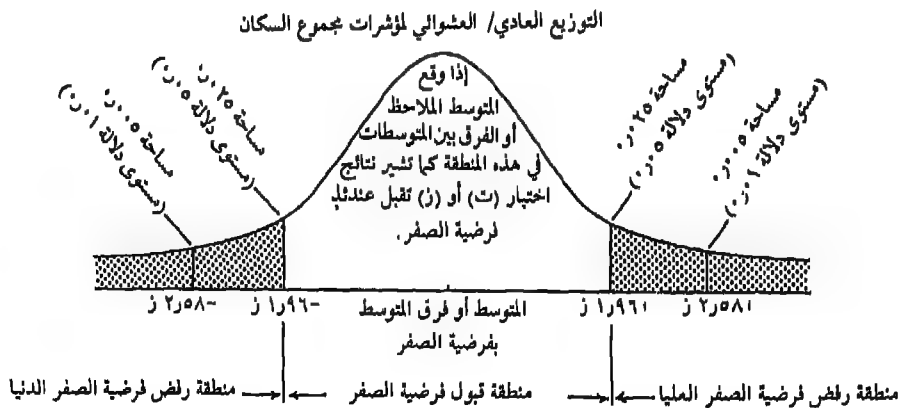 التوزيع العادي/ العشوائي لمؤشرات مجموع السكان
مساحة ٠٢٥ر٠
(مستوى دلالة ٠٥ر٠)
مساحة ٠٠٥ر٠
(مستوى دلالة ٠١ر٠)
إذا وقع
المتوسط الملاحظ
أو الفرق بين المتوسطات
في هذه المنطقة كما تشير نتائج
اختبار (ت) أو (ز) تقبل عندئذٍ
فرضية الصفر.
مساحة ٠٢٥ر٠
(مستوى دلالة ٠٥ر٠)
مساحة ٠٠٥ر٠
(مستوى دلالة ٠١ر٠)
٢٫٥٨١ ز
١٫٩٦١ ز
المتوسط أو فرق المتوسط
بفرضية الصفر
-١٫٩٦ ز
-٢٫٥٨ ز
منطقة رفض فرضية الصفر العليا
منطقة قبول فرضية الصفر
منطقة رفض فرضية الصفر الدنيا